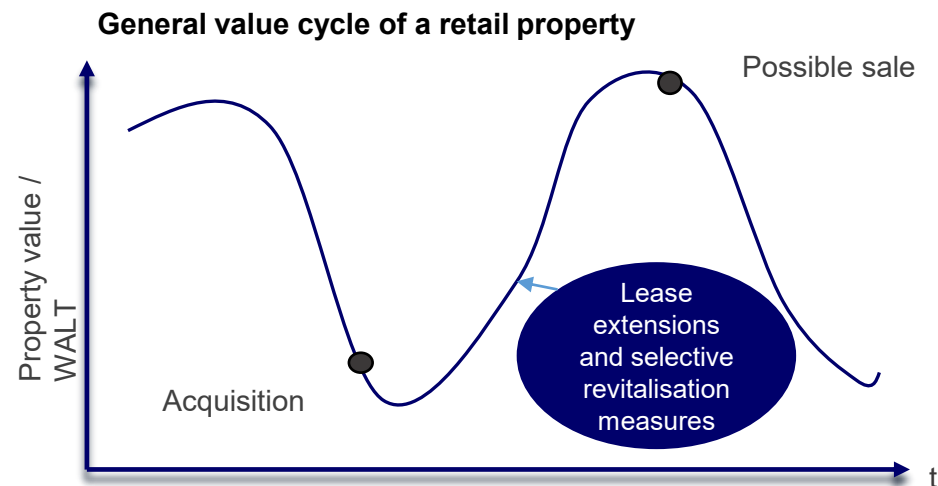 General value cycle of a retail property
Possible sale
Property value /
WALT
Lease
extensions
and selective
revitalisation
measures
Acquisition
t